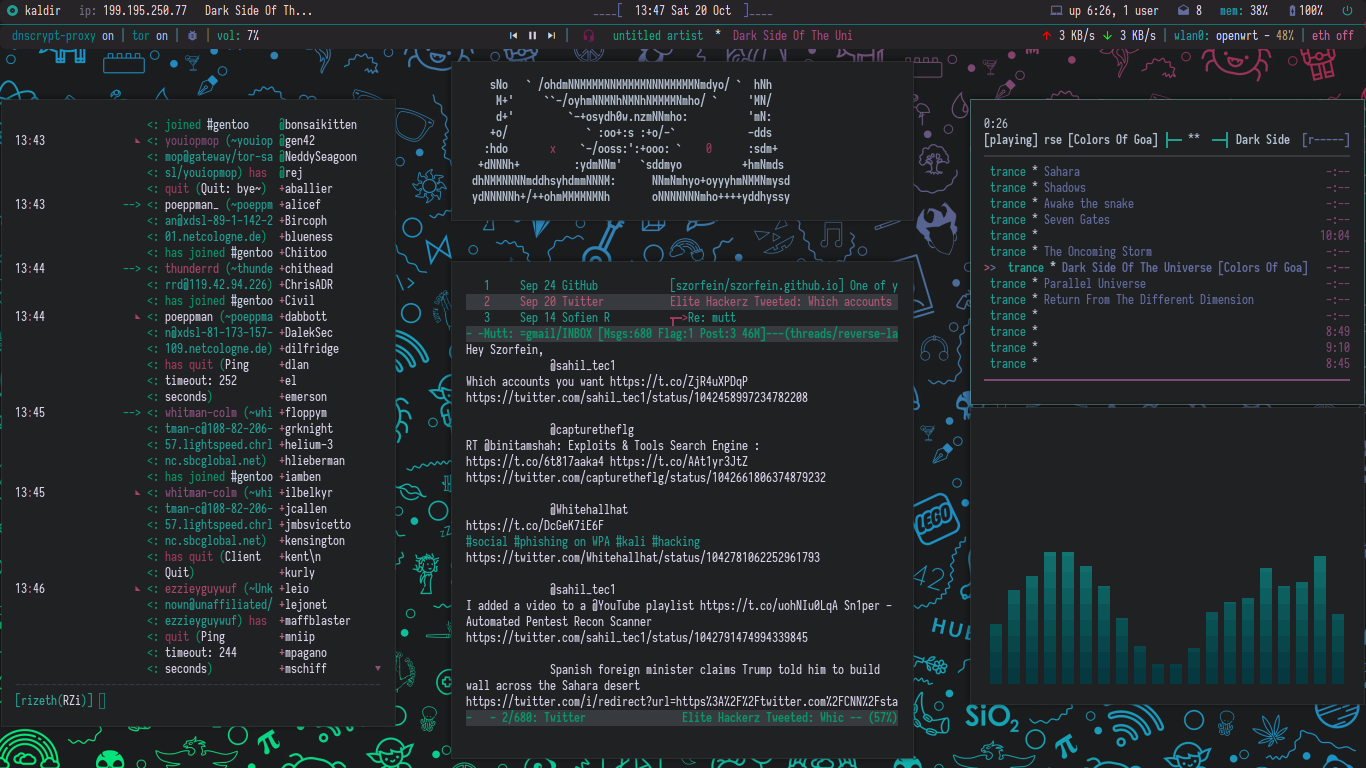 kaldir ip: 199.195.250.77 Dark Side Of Th... ____[ 13:47 Sat 20 Oct ]____ up 6:26, 1 user 8 mem: 38% 100%
dnscrypt-proxy on | tor on | | vol: 7% | untitled artist * Dark Side Of The Uni 3 KB/s 3 KB/s | wlan0: openwrt - 48% | eth off
<: joined #gentoo @bonsaikitten
13:43 <: youiopmop (~youiop @gen42
<: mop@gateway/tor-sa @NeddySeagoon
<: sl/youiopmop) has @rej
<: quit (Quit: bye~) +aballier
13:43 --> <: poeppman_ (~poeppm +alicef
<: an@xdsl-89-1-142-2 +Bircoph
<: 01.netcologne.de) +blueness
<: has joined #gentoo +Chiitoo
13:44 --> <: thunderrd (~thunde +chithead
<: rrd@119.42.94.226) +ChrisADR
<: has joined #gentoo +Civil
13:44 <: poeppman (~poeppma +dabbott
<: n@xdsl-81-173-157- +DalekSec
<: 109.netcologne.de) +dilfridge
<: has quit (Ping +dlan
<: timeout: 252 +el
<: seconds) +emerson
13:45 --> <: whitman-colm (~whi +floppym
<: tman-c@108-82-206- +grknight
<: 57.lightspeed.chrl +helium-3
<: nc.sbcglobal.net) +hlieberman
<: has joined #gentoo +iamben
13:45 <: whitman-colm (~whi +ilbelkyr
<: tman-c@108-82-206- +jcallen
<: 57.lightspeed.chrl +jmbsvicetto
<: nc.sbcglobal.net) +kensington
<: has quit (Client +kent\n
<: Quit) +kurly
13:46 <: ezzieyguywuf (~Unk +leio
<: nown@unaffiliated/ +lejonet
<: ezzieyguywuf) has +maffblaster
<: quit (Ping +mniip
<: timeout: 244 +mpagano
<: seconds) +mschiff
[rizeth(RZi)]
sNo ` /ohdmNNMMMMNNMMMMNNMMMMMNmdyo/ ` hNh
M+' ``-/oyhmNNMNhNMNhNMMMMNmho/ ` 'MN/
d+' `-+osydh0w.nzmNNmho: 'mN:
+o/ ` :oo+:s :+o/-` -dds
:hdo x `-/ooss:':+ooo: ` 0 :sdm+
+dNNNh+ :ydmNNm' `sddmyo +hmNmds
dhNMMNNNmddhsyhdmmNNNM: NNmNmhyo+oyyyhmNMMNmysd
ydNNNNNh+/++ohmMMMMNMNh oNNNNNNNmho++++yddhyssy
1 Sep 24 GitHub [szorfein/szorfein.github.io] One of y
2 Sep 20 Twitter Elite Hackerz Tweeted: Which accounts
3 Sep 14 Sofien R Re: mutt
- -Mutt: =gmail/INBOX [Msgs:680 Flag:1 Post:3 46M]---(threads/reverse-la
Hey Szorfein,
@sahil_tec1
Which accounts you want https://t.co/ZjR4uXPDqP
https://twitter.com/sahil_tec1/status/1042458997234782208
@capturetheflg
RT @binitamshah: Exploits & Tools Search Engine :
https://t.co/6t817aaka4 https://t.co/AAt1yr3JtZ
https://twitter.com/capturetheflg/status/1042661806374879232
@Whitehallhat
https://t.co/DcGeK7iE6F
#social #phishing on WPA #kali #hacking
https://twitter.com/Whitehallhat/status/1042781062252961793
@sahil_tec1
I added a video to a @YouTube playlist https://t.co/uohNIu0LqA Sn1per -
Automated Pentest Recon Scanner
https://twitter.com/sahil_tec1/status/1042791474994339845
Spanish foreign minister claims Trump told him to build
wall across the Sahara desert
https://twitter.com/i/redirect?url=https%3A%2F%2Ftwitter.com%2FCNN%2Fsta
- - 2/680: Twitter Elite Hackerz Tweeted: Whic -- (57%)
0:26
[playing] rse [Colors Of Goa] ** Dark Side [r-----]
trance * Sahara -:--
trance * Shadows -:--
trance * Awake the snake -:--
trance * Seven Gates -:--
trance * 10:04
trance * The Oncoming Storm -:--
>> trance * Dark Side Of The Universe [Colors Of Goa] -:--
trance * Parallel Universe -:--
trance * Return From The Different Dimension -:--
trance * 8:49
trance * 9:10
trance * 8:45
LEGO
42
HUB
SiO2